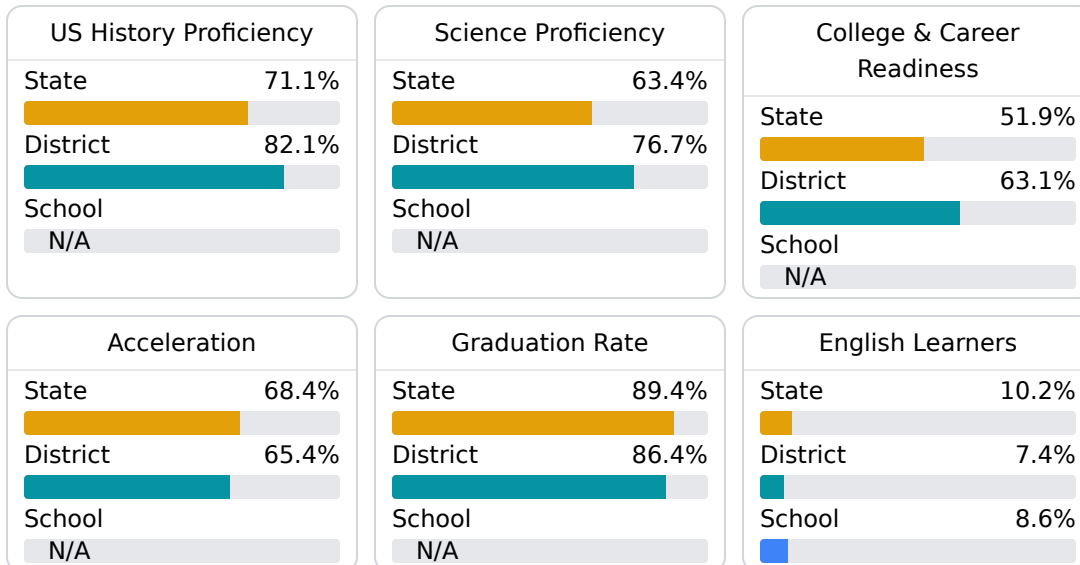 US History Proficiency
State 71.1%
District 82.1%
School
N/A
Science Proficiency
State 63.4%
District 76.7%
School
N/A
College & Career
Readiness
State 51.9%
District 63.1%
School
N/A
Acceleration
State 68.4%
District 65.4%
School
N/A
Graduation Rate
State 89.4%
District 86.4%
School
N/A
English Learners
State 10.2%
District 7.4%
School 8.6%